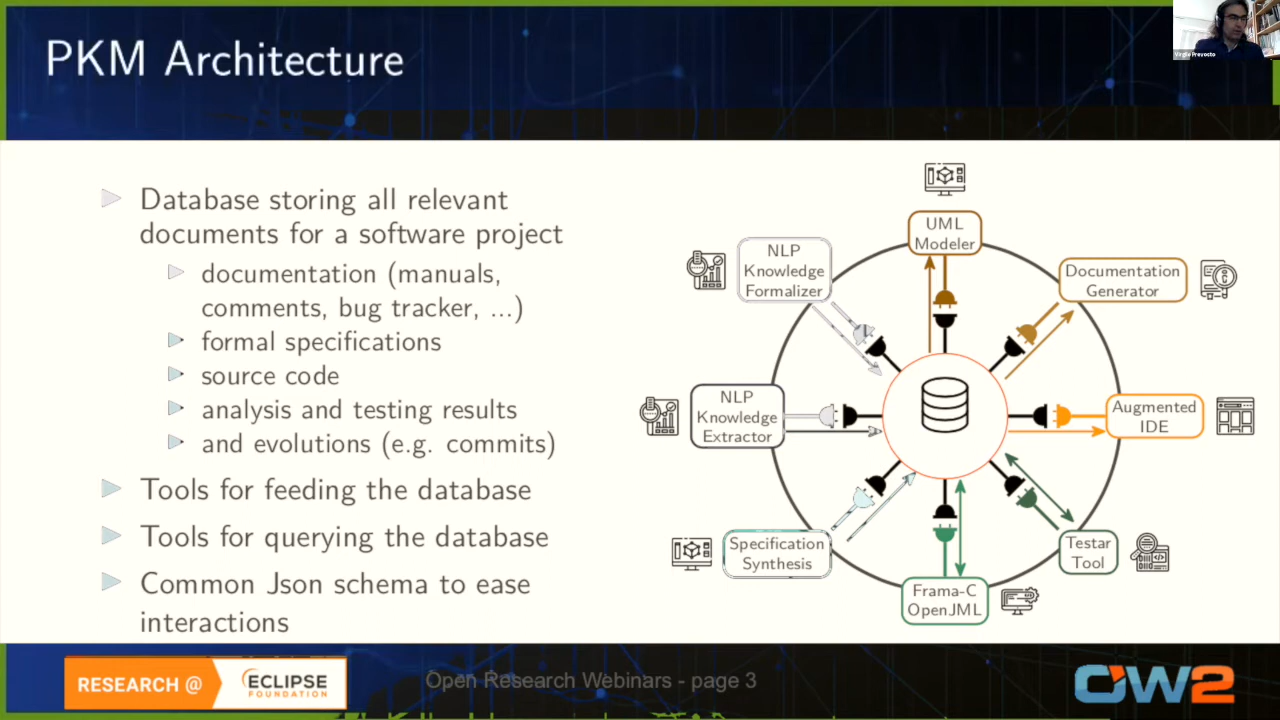 PKM Architecture
Virgile Prevosto
Database storing all relevant
documents for a software project
documentation (manuals,
comments, bug tracker, ...)
formal specifications
source code
analysis and testing results
and evolutions (e.g. commits)
Tools for feeding the database
Tools for querying the database
Common Json schema to ease
interactions
UML
Modeler
NLP
Knowledge
Formalizer
Documentation
Generator
NLP
Knowledge
Extractor
Augmented
IDE
Specification
Synthesis
Testar
Tool
Frama-C
OpenJML
RESEARCH @
ECLIPSE
FOUNDATION
Open Research Webinars - page 3
OW2